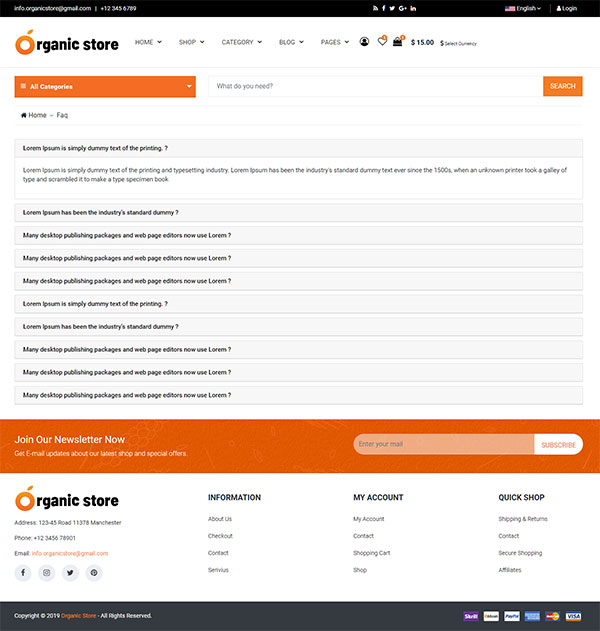 info.organicstore@gmail.com | +12 345 6789
English
Login
Organic store
HOME
SHOP
CATEGORY
BLOG
PAGES
$ 15.00
$ Select Currency
All Categories
What do you need?
SEARCH
Home – Faq
Lorem Ipsum is simply dummy text of the printing. ?
Lorem Ipsum is simply dummy text of the printing and typesetting industry. Lorem Ipsum has been the industry's standard dummy text ever since the 1500s, when an unknown printer took a galley of
type and scrambled it to make a type specimen book
Lorem Ipsum has been the industry's standard dummy ?
Many desktop publishing packages and web page editors now use Lorem ?
Many desktop publishing packages and web page editors now use Lorem ?
Many desktop publishing packages and web page editors now use Lorem ?
Lorem Ipsum is simply dummy text of the printing. ?
Lorem Ipsum has been the industry's standard dummy ?
Many desktop publishing packages and web page editors now use Lorem ?
Many desktop publishing packages and web page editors now use Lorem ?
Many desktop publishing packages and web page editors now use Lorem ?
Join Our Newsletter Now
Get E-mail updates about our latest shop and special offers.
Enter your mail
SUBSCRIBE
Organic store
Address: 123-45 Road 11378 Manchester
Phone: +12 3456 78901
Email: info.organicstore@gmail.com
INFORMATION
About Us
Checkout
Contact
Serivius
MY ACCOUNT
My Account
Contact
Shopping Cart
Shop
QUICK SHOP
Shipping & Returns
Contact
Secure Shopping
Affiliates
Copyright © 2019 Organic Store - All Rights Reserved.
Skrill
PayPal
VISA